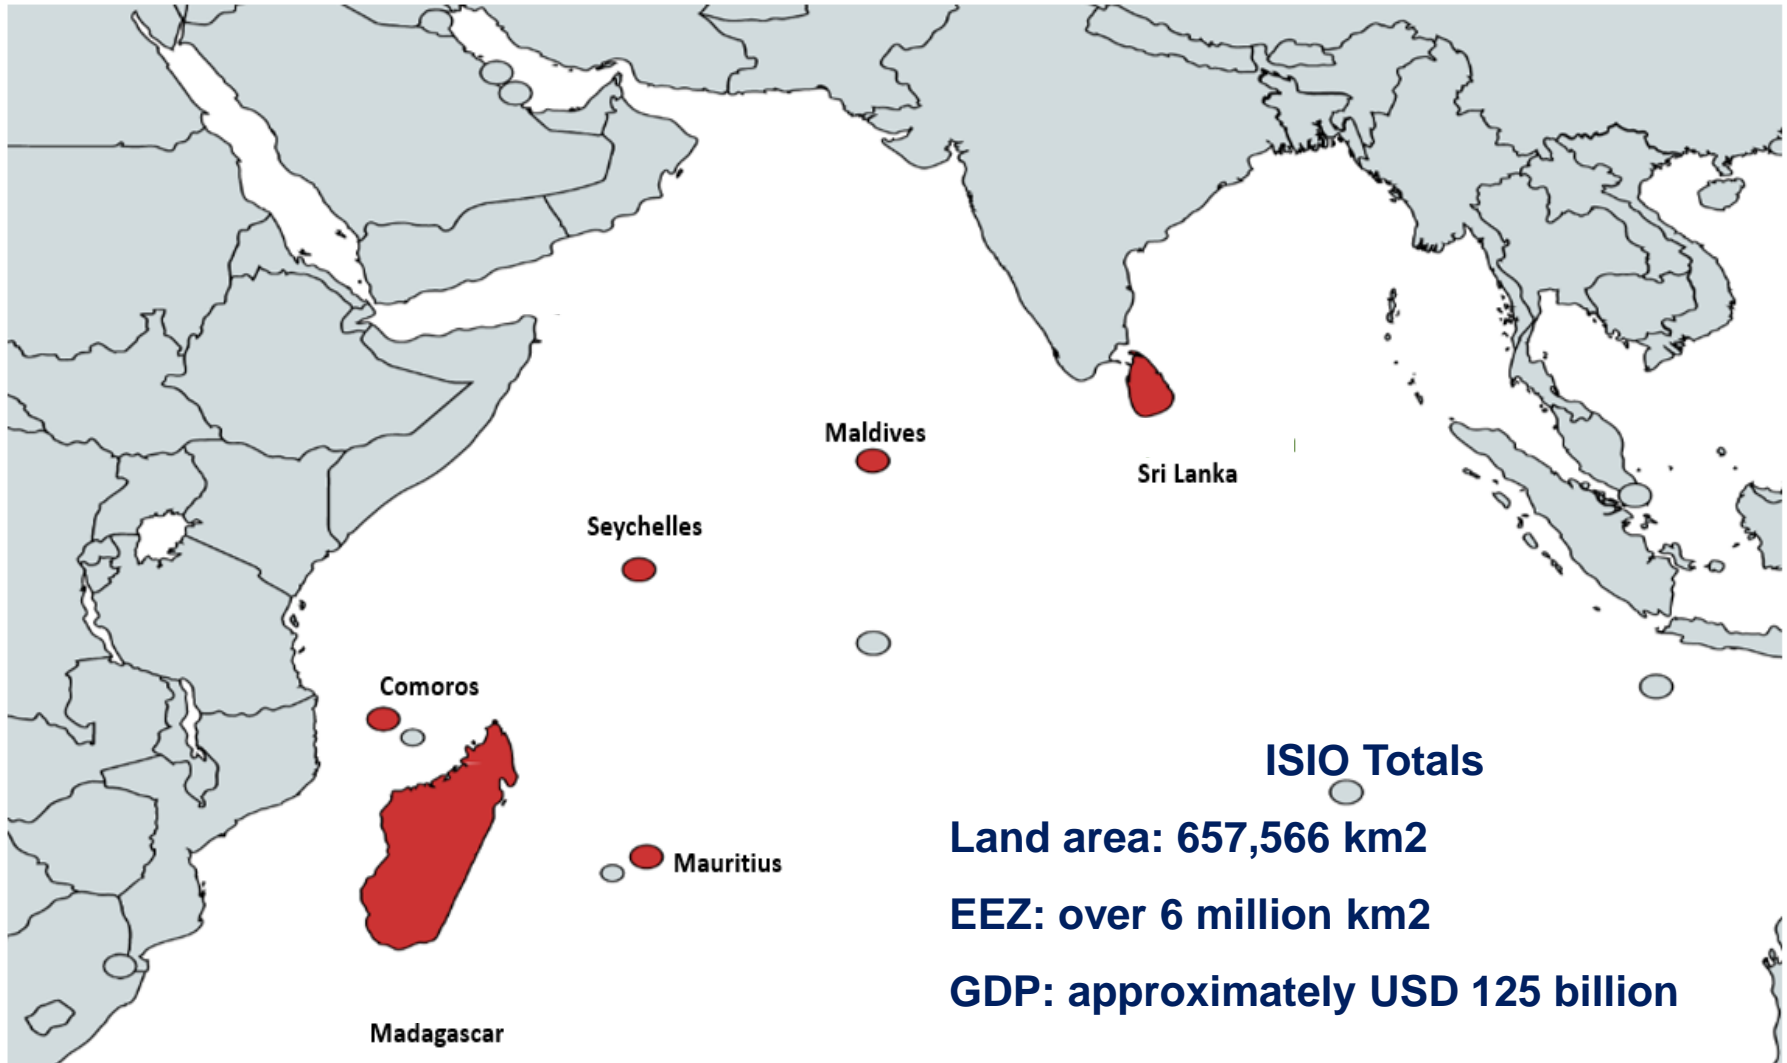 Maldives
Sri Lanka
Seychelles
Comoros
ISIO Totals
Land area: 657,566 km2
Mauritius
EEZ: over 6 million km2
GDP: approximately USD 125 billion
Madagascar